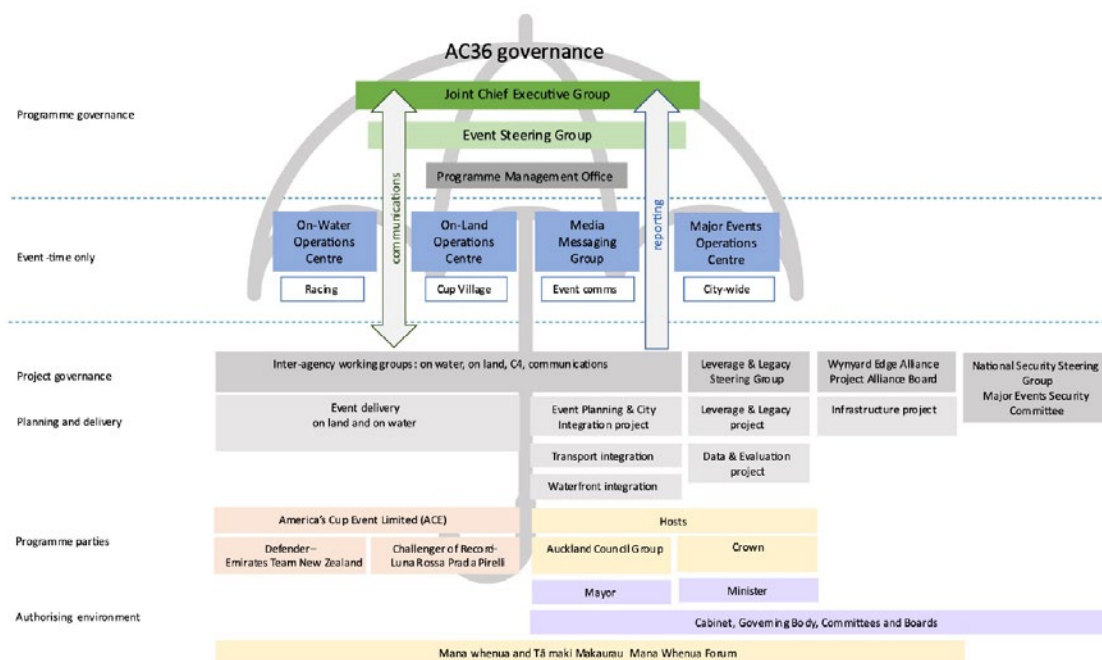 AC36 governance
Programme governance
Joint Chief Executive Group
Event Steering Group
Programme Management Office
communications
reporting
Event-time only
On-Water
Operations
Centre
On-Land
Operations
Centre
Media
Messaging
Group
Major Events
Operations
Centre
Racing
Cup Village
Event comms
City-wide
Project governance
Inter-agency working groups : on water, on land, C4, communications
Leverage & Legacy
Steering Group
Wynyard Edge Alliance
Project Alliance Board
National Security Steering
Group
Major Events Security
Committee
Planning and delivery
Event delivery
on land and on water
Event Planning & City
Integration project
Leverage & Legacy
project
Infrastructure project
Transport integration
Data & Evaluation
project
Waterfront integration
Programme parties
America's Cup Event Limited (ACE)
Hosts
Defender–
Emirates Team New Zealand
Challenger of Record-
Luna Rossa Prada Pirelli
Auckland Council Group
Crown
Authorising environment
Mayor
Minister
Cabinet, Governing Body, Committees and Boards
Mana whenua and Tā maki Makaurau Mana Whenua Forum